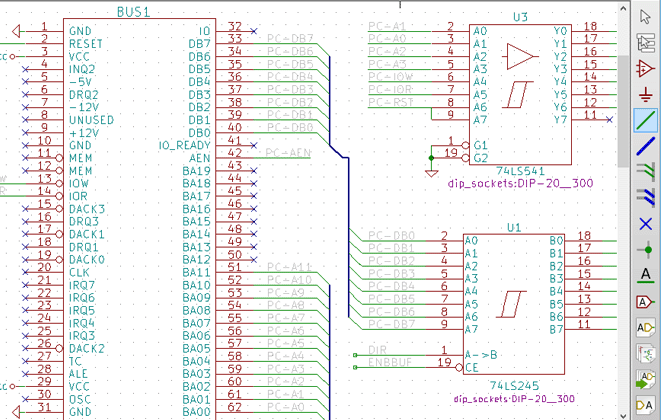 BUS1
1 GND IO 32
2 RESET DB7 33 PC-DB7
3 VCC DB6 34 PC-DB6
4 INQ2 DB5 35 PC-DB5
5 -5V DB4 36 PC-DB4
6 DRQ2 DB3 37 PC-DB3
7 -12V DB2 38 PC-DB2
8 UNUSED DB1 39 PC-DB1
9 +12V DB0 40 PC-DB0
10 GND IO_READY 41
11 MEM AEN 42 PC-AEN
12 MEM BA19 43
13 IOW BA18 44
14 IOR BA17 45
15 DACK3 BA16 46
16 DRQ3 BA15 47
17 DACK1 BA14 48
18 DRQ1 BA13 49
19 DACK0 BA12 50
20 CLK BA11 51 PC-A11
21 IRQ7 BA10 52 PC-A10
22 IRQ6 BA09 53 PC-A9
23 IRQ5 BA08 54 PC-A8
24 IRQ4 BA07 55 PC-A7
25 IRQ3 BA06 56 PC-A6
26 DACK2 BA05 57 PC-A5
27 TC BA04 58 PC-A4
28 ALE BA03 59 PC-A3
29 VCC BA02 60 PC-A2
30 OSC BA01 61 PC-A1
31 GND BA00 62 PC-A0
U3
PC-A1 2 A0 Y0 18
PC-A0 3 A1 Y1 17
PC-A2 4 A2 Y2 16
PC-A3 5 A3 Y3 15
PC-IOW 6 A4 Y4 14
PC-IOR 7 A5 Y5 13
PC-RST 8 A6 Y6 12
9 A7 Y7 11
1 G1
19 G2
74LS541
dip_sockets:DIP-20__300
U1
PC-DB0 2 A0 B0 18
PC-DB1 3 A1 B1 17
PC-DB2 4 A2 B2 16
PC-DB3 5 A3 B3 15
PC-DB4 6 A4 B4 14
PC-DB5 7 A5 B5 13
PC-DB6 8 A6 B6 12
PC-DB7 9 A7 B7 11
DIR 1 A->B
ENBBUF 19 CE
74LS245
dip_sockets:DIP-20__300